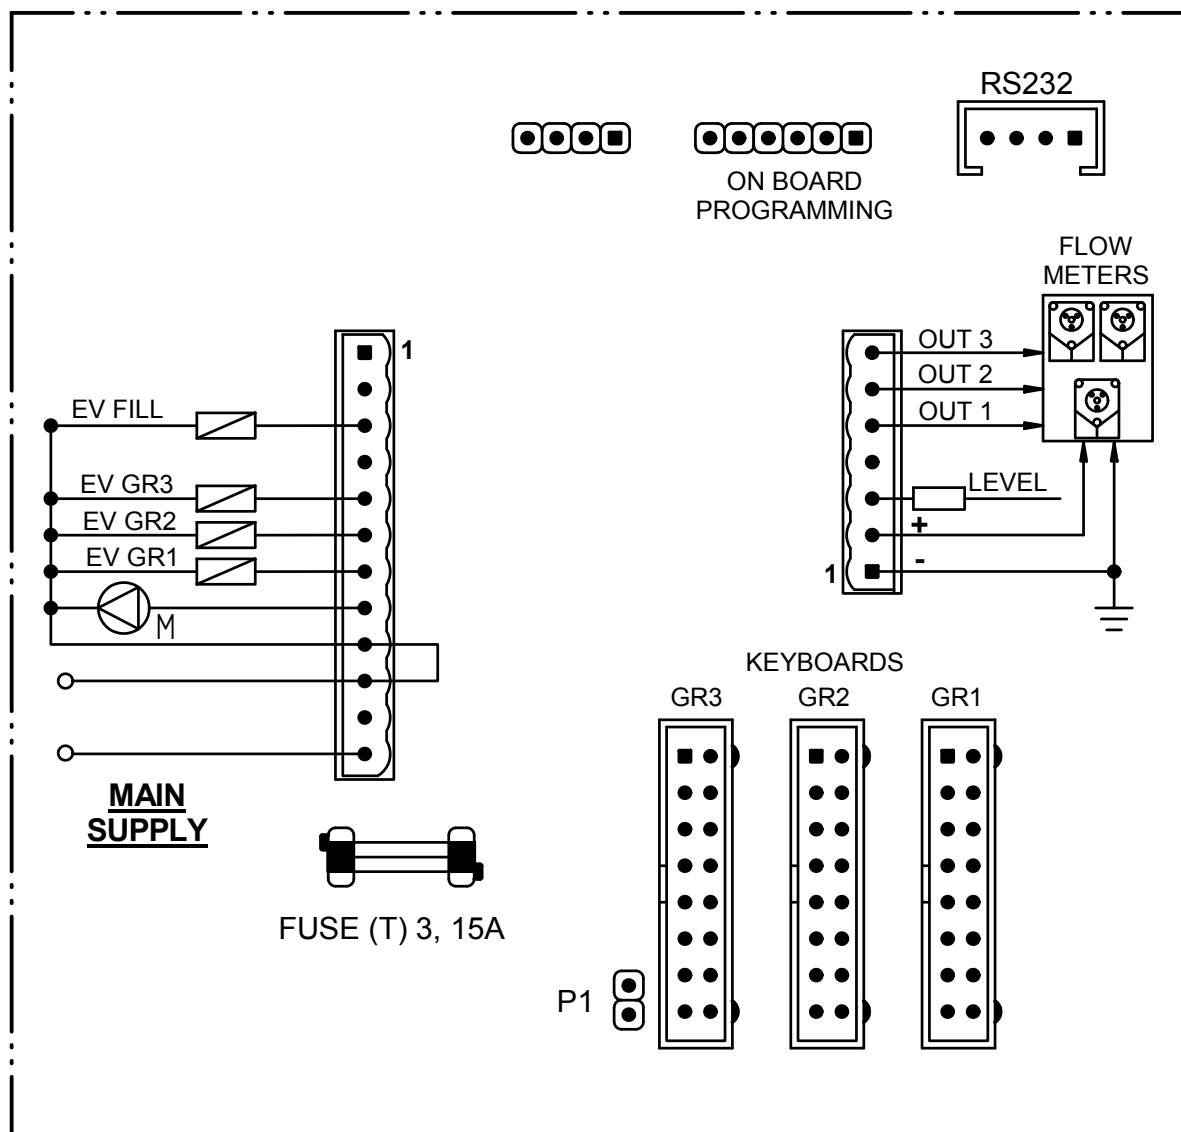 RS232
ON BOARD
PROGRAMMING
FLOW
METERS
1
OUT 3
OUT 2
OUT 1
EV FILL
EV GR3
EV GR2
EV GR1
M
LEVEL
+
-
1
MAIN
SUPPLY
FUSE (T) 3, 15A
KEYBOARDS
GR3 GR2 GR1
P1